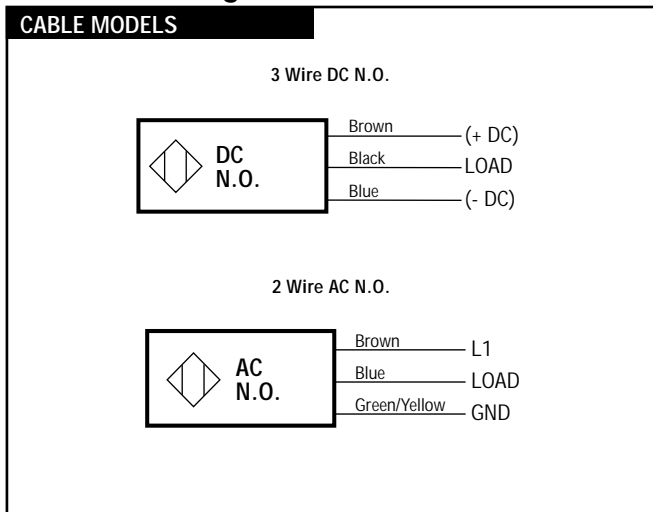 CABLE MODELS
3 Wire DC N.O.
DC
N.O.
Brown
(+ DC)
Black
LOAD
Blue
(- DC)
2 Wire AC N.O.
AC
N.O.
Brown
L1
Blue
LOAD
Green/Yellow
GND